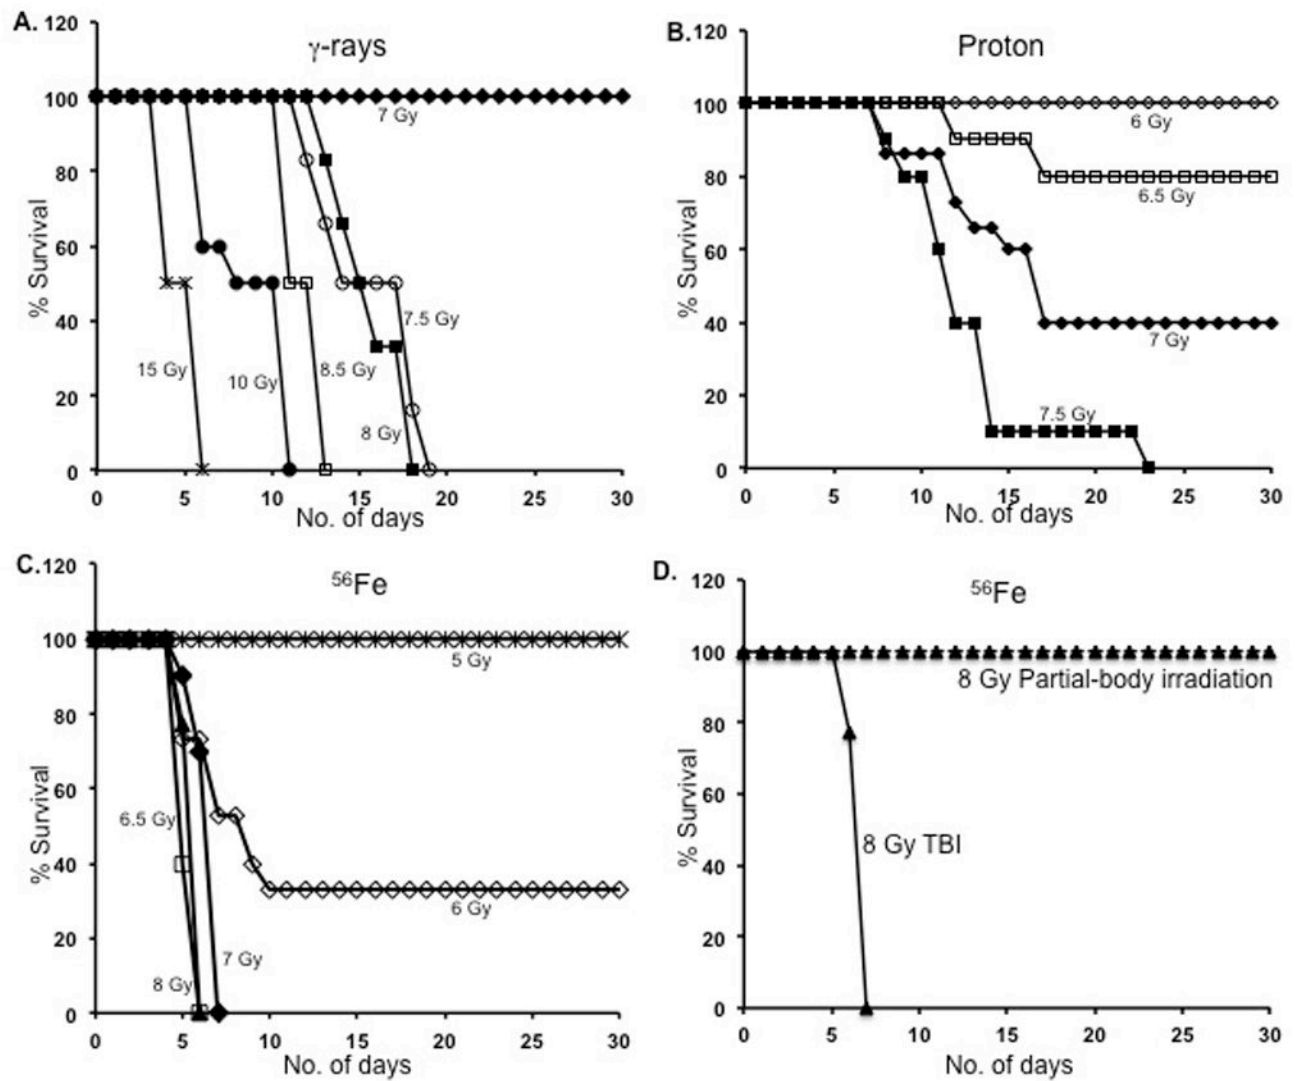 A.
γ-rays
120
100
80
60
40
20
0
% Survival
7 Gy
7.5 Gy
15 Gy
10 Gy
8.5 Gy
8 Gy
0 5 10 15 20 25 30
No. of days
B.
Proton
120
100
80
60
40
20
0
% Survival
6 Gy
6.5 Gy
7 Gy
7.5 Gy
0 5 10 15 20 25 30
No. of days
C.
56Fe
120
100
80
60
40
20
0
% Survival
5 Gy
6.5 Gy
6 Gy
7 Gy
8 Gy
0 5 10 15 20 25 30
No. of days
D.
56Fe
120
100
80
60
40
20
0
% Survival
8 Gy Partial-body irradiation
8 Gy TBI
0 5 10 15 20 25 30
No. of days